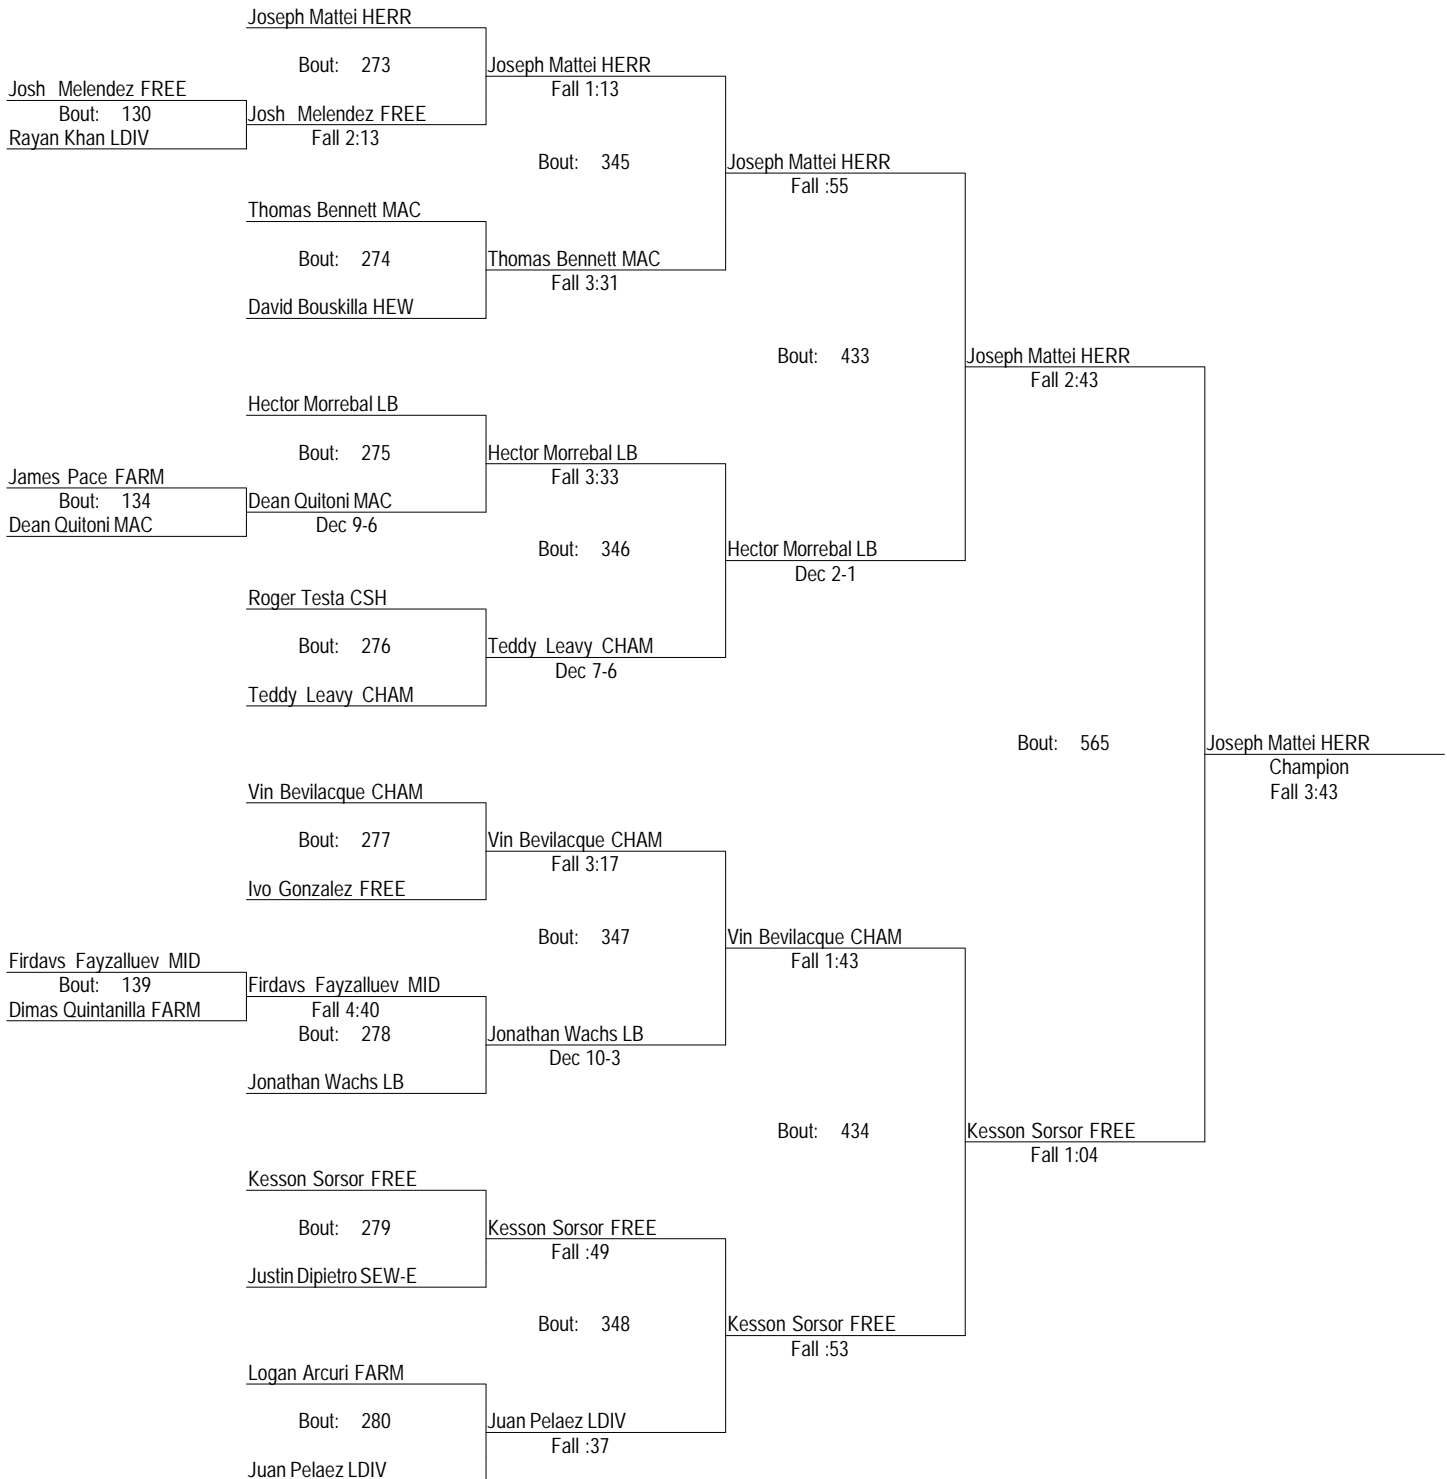 Joseph Mattei HERR
Bout: 273
Joseph Mattei HERR
Fall 1:13
Josh Melendez FREE
Bout: 130
Josh Melendez FREE
Rayan Khan LDIV
Fall 2:13
Bout: 345
Joseph Mattei HERR
Fall :55
Thomas Bennett MAC
Bout: 274
Thomas Bennett MAC
Fall 3:31
David Bouskilla HEW
Bout: 433
Joseph Mattei HERR
Fall 2:43
Hector Morrebal LB
Bout: 275
Hector Morrebal LB
Fall 3:33
James Pace FARM
Bout: 134
Dean Quitoni MAC
Dean Quitoni MAC
Dec 9-6
Bout: 346
Hector Morrebal LB
Dec 2-1
Roger Testa CSH
Bout: 276
Teddy Leavy CHAM
Dec 7-6
Teddy Leavy CHAM
Bout: 565
Joseph Mattei HERR
Champion
Fall 3:43
Vin Bevilacque CHAM
Bout: 277
Vin Bevilacque CHAM
Fall 3:17
Ivo Gonzalez FREE
Bout: 347
Vin Bevilacque CHAM
Fall 1:43
Firdavs Fayzalluev MID
Bout: 139
Firdavs Fayzalluev MID
Dimas Quintanilla FARM
Fall 4:40
Bout: 278
Jonathan Wachs LB
Dec 10-3
Jonathan Wachs LB
Bout: 434
Kesson Sorsor FREE
Fall 1:04
Kesson Sorsor FREE
Bout: 279
Kesson Sorsor FREE
Fall :49
Justin Dipietro SEW-E
Bout: 348
Kesson Sorsor FREE
Fall :53
Logan Arcuri FARM
Bout: 280
Juan Pelaez LDIV
Fall :37
Juan Pelaez LDIV